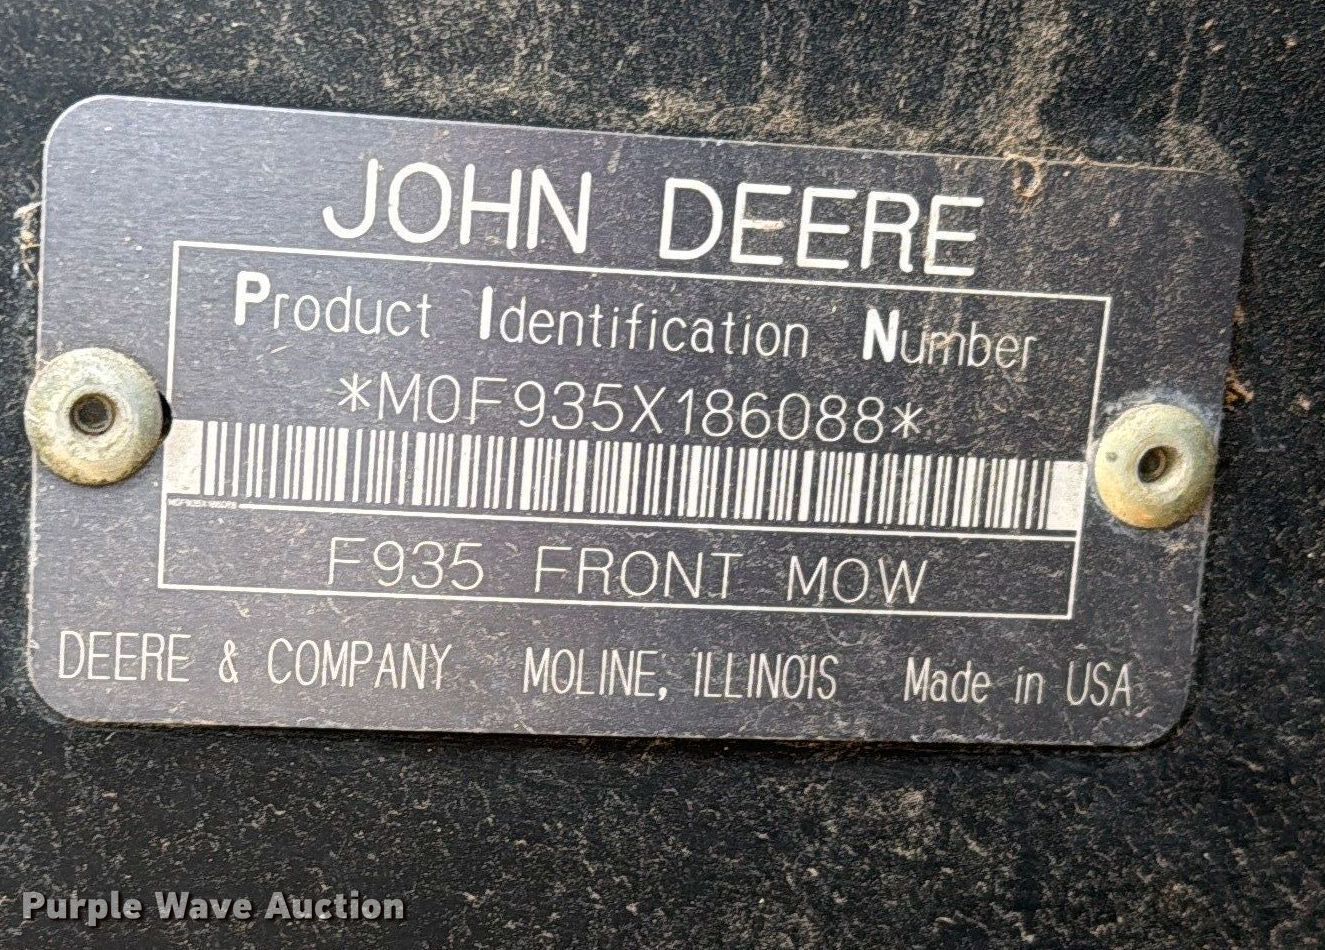 JOHN DEERE
Product Identification Number
*M0F935X186088*
F935 FRONT MOW
DEERE & COMPANY MOLINE, ILLINOIS Made in USA
Purple Wave Auction